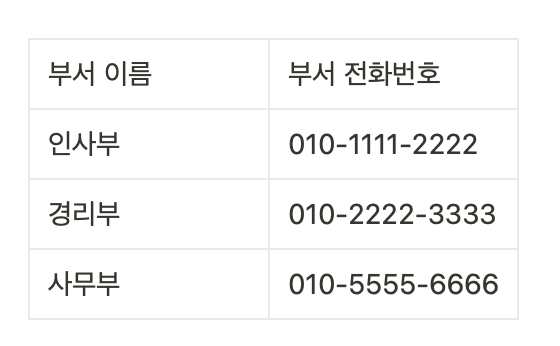 부서 이름 부서 전화번호
인사부 010-1111-2222
경리부 010-2222-3333
사무부 010-5555-6666